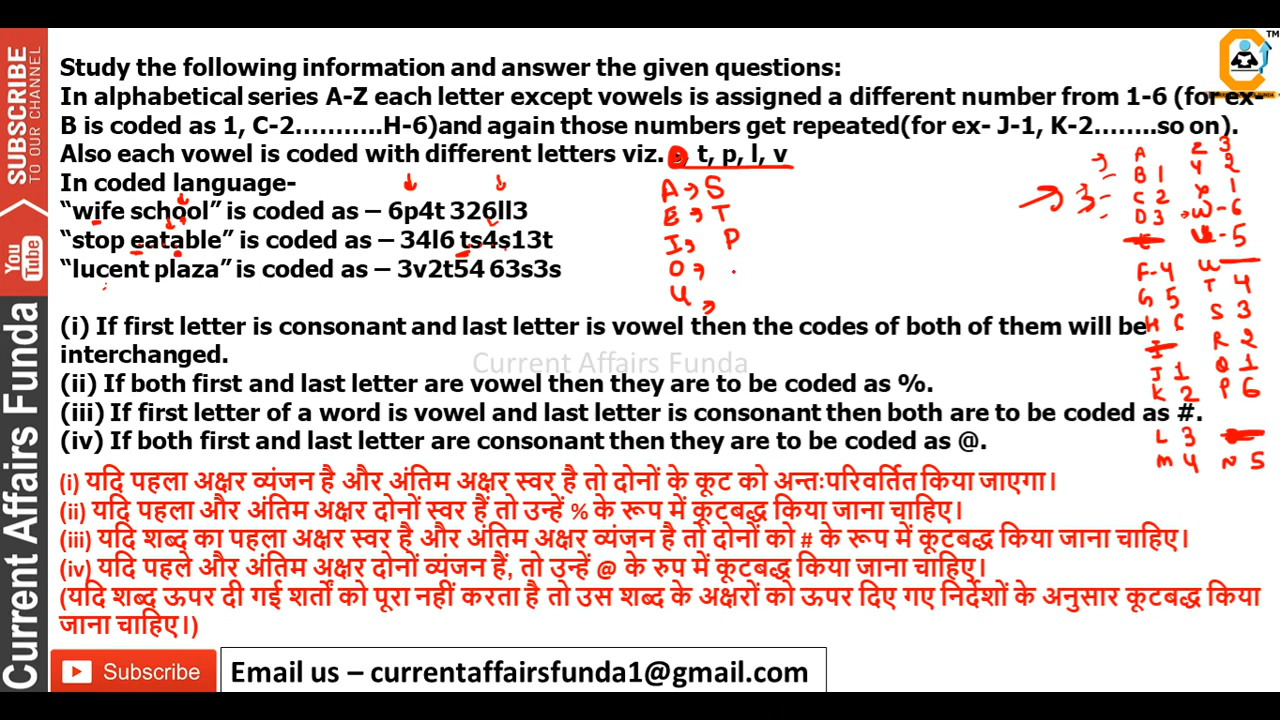 Study the following information and answer the given questions:
In alphabetical series A-Z each letter except vowels is assigned a different number from 1-6 (for ex-
B is coded as 1, C-2...........H-6)and again those numbers get repeated(for ex- J-1, K-2........so on).
Also each vowel is coded with different letters viz. t, p, l, v
In coded language-
“wife school” is coded as – 6p4t 326ll3
“stop eatable” is coded as – 34l6 ts4s13t
“lucent plaza” is coded as – 3v2t54 63s3s
(i) If first letter is consonant and last letter is vowel then the codes of both of them will be
interchanged.
(ii) If both first and last letter are vowel then they are to be coded as %.
(iii) If first letter of a word is vowel and last letter is consonant then both are to be coded as #.
(iv) If both first and last letter are consonant then they are to be coded as @.
(i) यदि पहला अक्षर व्यंजन है और अंतिम अक्षर स्वर है तो दोनों के कूट को अन्तःपरिवर्तित किया जाएगा।
(ii) यदि पहला और अंतिम अक्षर दोनों स्वर हैं तो उन्हें % के रूप में कूटबद्ध किया जाना चाहिए।
(iii) यदि शब्द का पहला अक्षर स्वर है और अंतिम अक्षर व्यंजन है तो दोनों को # के रूप में कूटबद्ध किया जाना चाहिए।
(iv) यदि पहले और अंतिम अक्षर दोनों व्यंजन हैं, तो उन्हें @ के रुप में कूटबद्ध किया जाना चाहिए।
(यदि शब्द ऊपर दी गई शर्तों को पूरा नहीं करता है तो उस शब्द के अक्षरों को ऊपर दिए गए निर्देशों के अनुसार कूटबद्ध किया
जाना चाहिए।)
Current Affairs Funda
Subscribe
Email us – currentaffairsfunda1@gmail.com
SUBSCRIBE
OUR CHANNEL
You Tube
Current Affairs Funda
TM
A S
E T
I P
O
U
A
B 1
C 2
D 3
F-4
G 5
H
J 1
K 2
L 3
M 4
Z 3
Y 2
X 1
W-6
V-5
T 4
S 3
R 2
Q 1
P 6
N 5